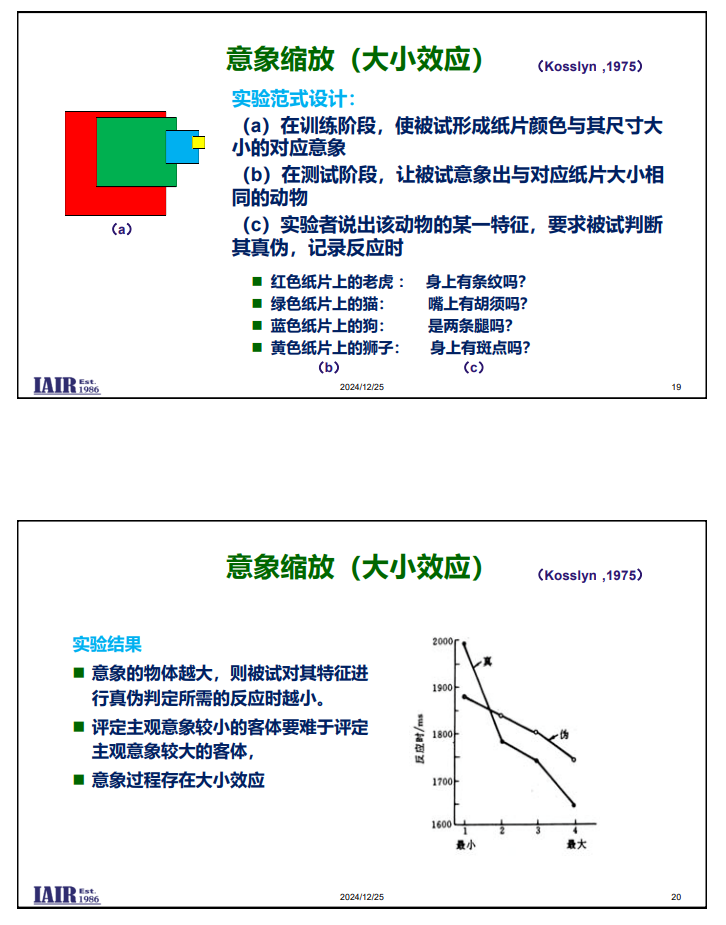 意象缩放（大小效应）
（Kosslyn ,1975）
实验范式设计：
（a）在训练阶段，使被试形成纸片颜色与其尺寸大
小的对应意象
（b）在测试阶段，让被试意象出与对应纸片大小相
同的动物
（c）实验者说出该动物的某一特征，要求被试判断
其真伪，记录反应时
（a）
红色纸片上的老虎： 身上有条纹吗？
绿色纸片上的猫： 嘴上有胡须吗？
蓝色纸片上的狗： 是两条腿吗？
黄色纸片上的狮子： 身上有斑点吗？
（b） （c）
IAIR Est. 1986
2024/12/25
19
意象缩放（大小效应）
（Kosslyn ,1975）
实验结果
意象的物体越大，则被试对其特征进
行真伪判定所需的反应时越小。
评定主观意象较小的客体要难于评定
主观意象较大的客体，
意象过程存在大小效应
反应时/ms
2000
1900
1800
1700
1600
真
伪
1 2 3 4
最小 最大
IAIR Est. 1986
2024/12/25
20